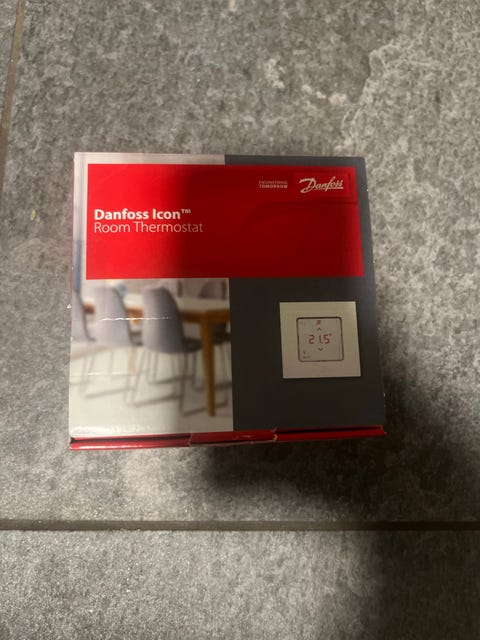 ENGINEERING
TOMORROW
Danfoss
Danfoss Icon™
Room Thermostat
21.5°